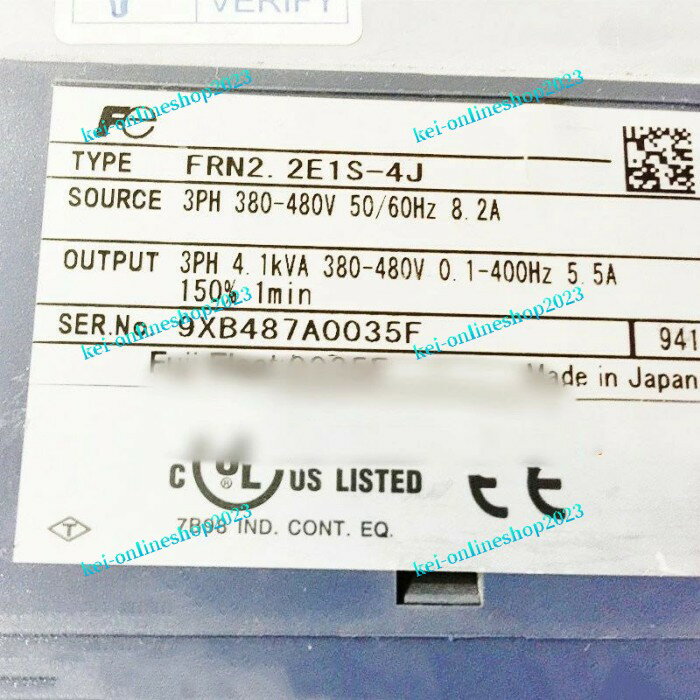 VERIFY
kei-onlineshop2023
kei-onlineshop2023
Fe
TYPE FRN2.2E1S-4J
SOURCE 3PH 380-480V 50/60Hz 8.2A
OUTPUT 3PH 4.1kVA 380-480V 0.1-400Hz 5.5A
150% 1min
kei-onlineshop2023
kei-onlineshop2023
SER.No. 9XB487A0035F 941
Made in Japan
C UL ® US LISTED CE
T
7B98 IND. CONT. EQ.
kei-onlineshop2023
kei-onlineshop2023